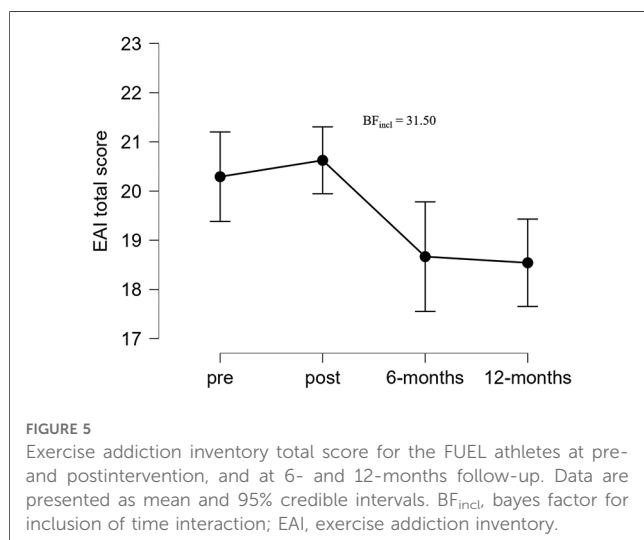 23
22
21
20
19
18
17
EAI total score
BFincl = 31.50
pre post 6-months 12-months
FIGURE 5
Exercise addiction inventory total score for the FUEL athletes at pre-
and postintervention, and at 6- and 12-months follow-up. Data are
presented as mean and 95% credible intervals. BFincl, bayes factor for
inclusion of time interaction; EAI, exercise addiction inventory.